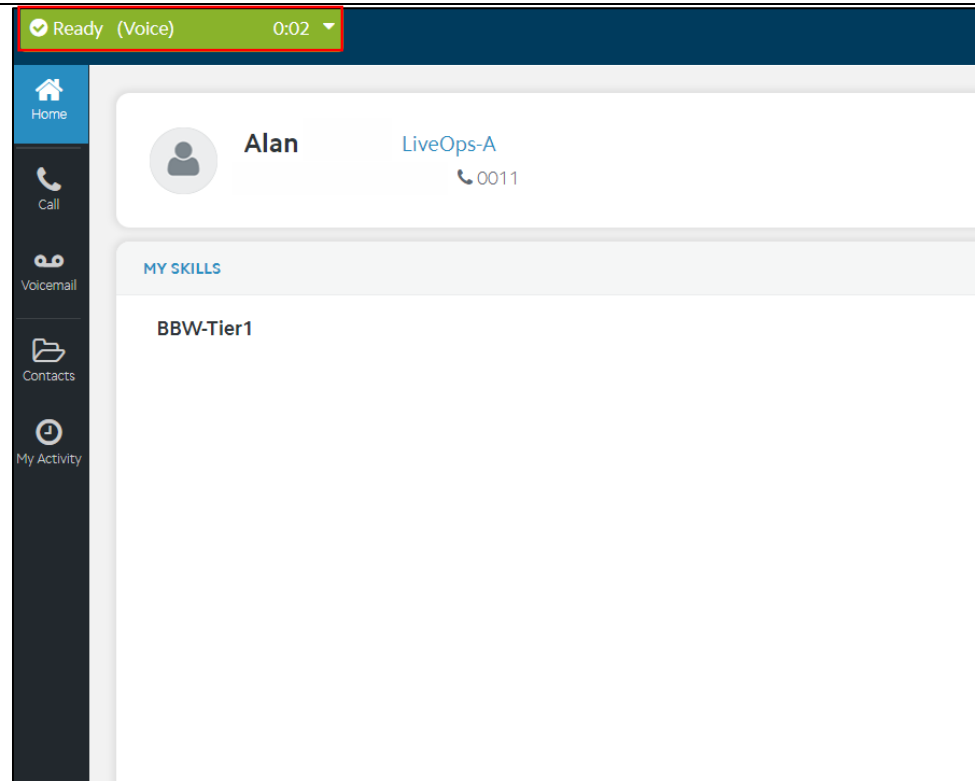 Ready (Voice) 0:02
Home
Call
Voicemail
Contacts
My Activity
Alan LiveOps-A
0011
MY SKILLS
BBW-Tier1